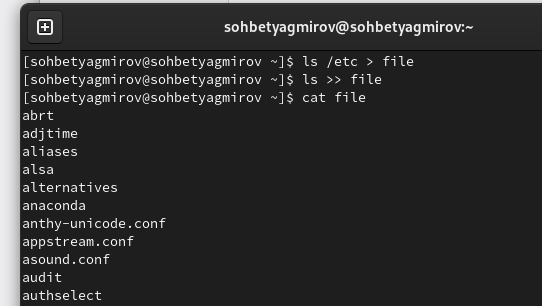 sohbetyagmirov@sohbetyagmirov:~
[sohbetyagmirov@sohbetyagmirov ~]$ ls /etc > file
[sohbetyagmirov@sohbetyagmirov ~]$ ls >> file
[sohbetyagmirov@sohbetyagmirov ~]$ cat file
abrt
adjtime
aliases
alsa
alternatives
anaconda
anthy-unicode.conf
appstream.conf
asound.conf
audit
authselect